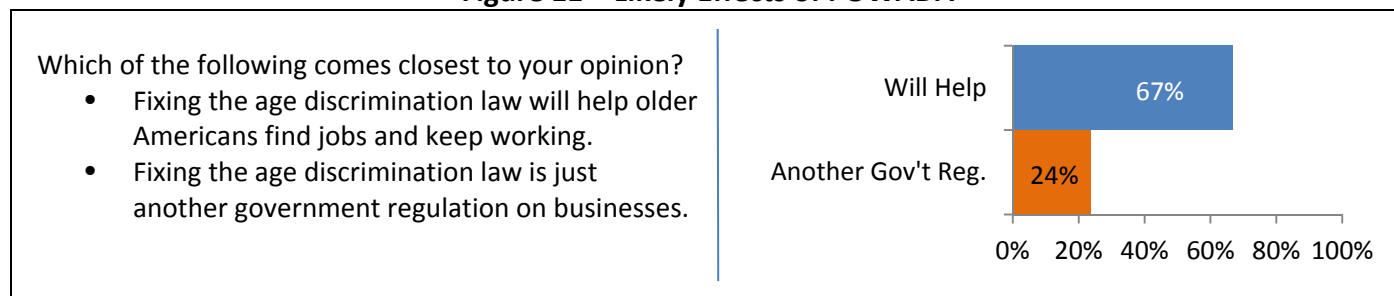 Which of the following comes closest to your opinion?
• Fixing the age discrimination law will help older
Americans find jobs and keep working.
• Fixing the age discrimination law is just
another government regulation on businesses.
Will Help
67%
Another Gov't Reg.
24%
0% 20% 40% 60% 80% 100%